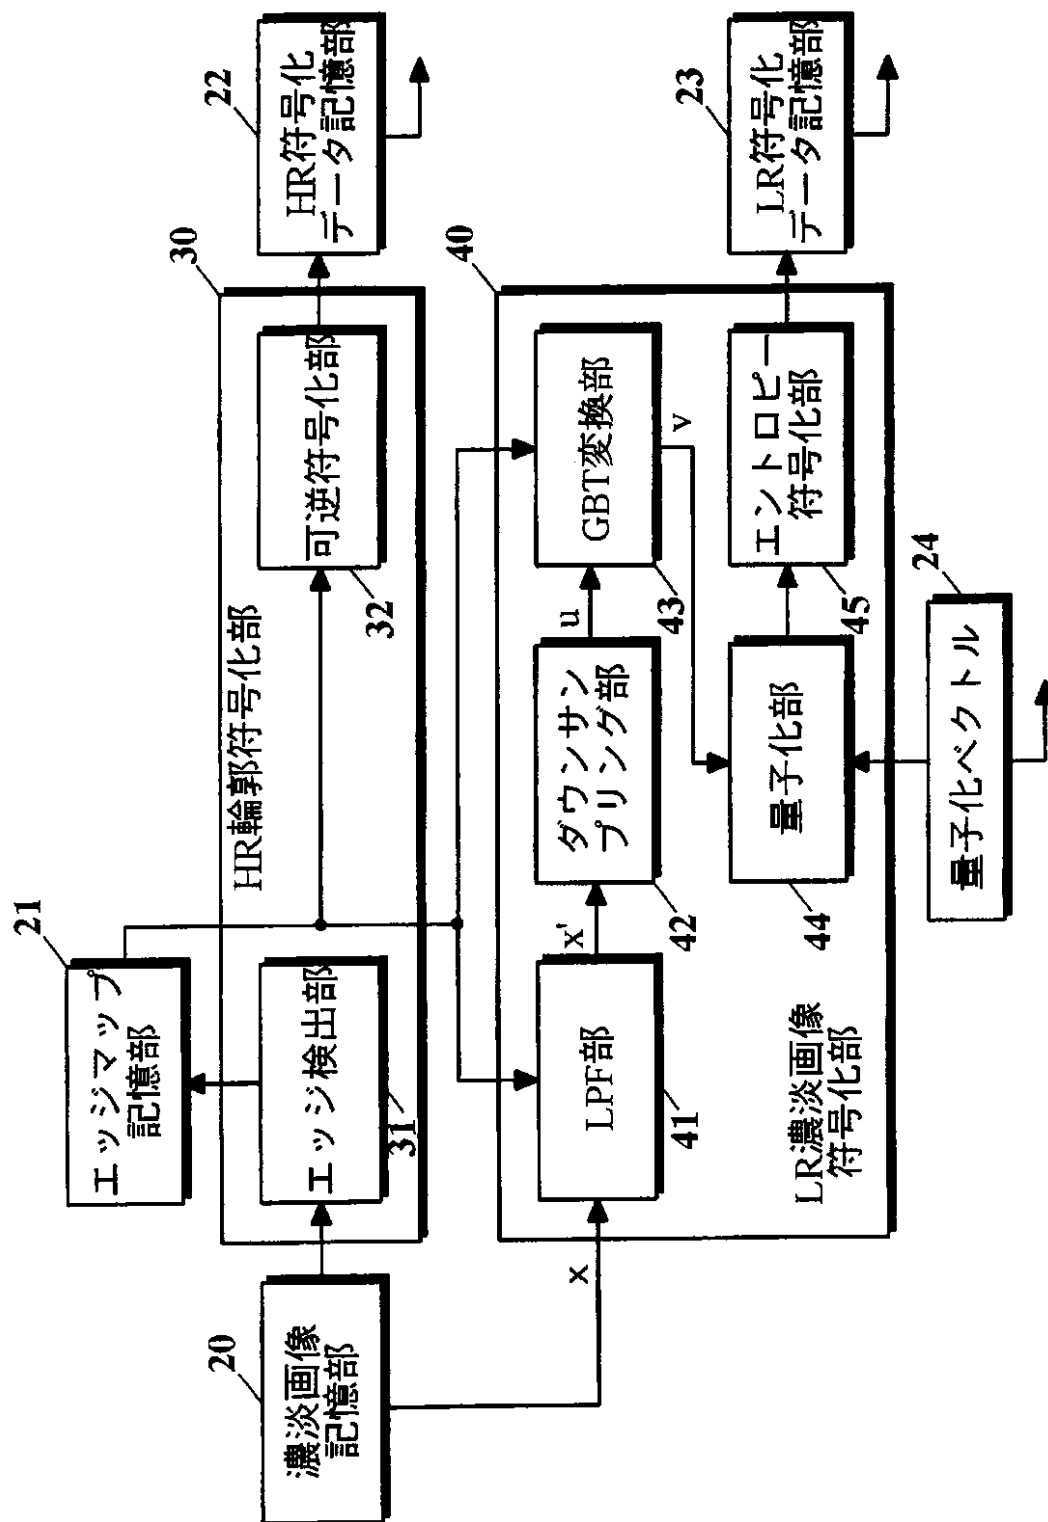 20
濃淡画像
記憶部
21
エッジマップ
記憶部
HR輪郭符号化部
30
エッジ検出部
31
可逆符号化部
32
22
HR符号化
データ記憶部
x
40
LPF部
41
x'
ダウンサン
プリング部
42
u
GBT変換部
43
v
量子化部
44
エントロピー
符号化部
45
LR濃淡画像
符号化部
23
LR符号化
データ記憶部
24
量子化ベクトル